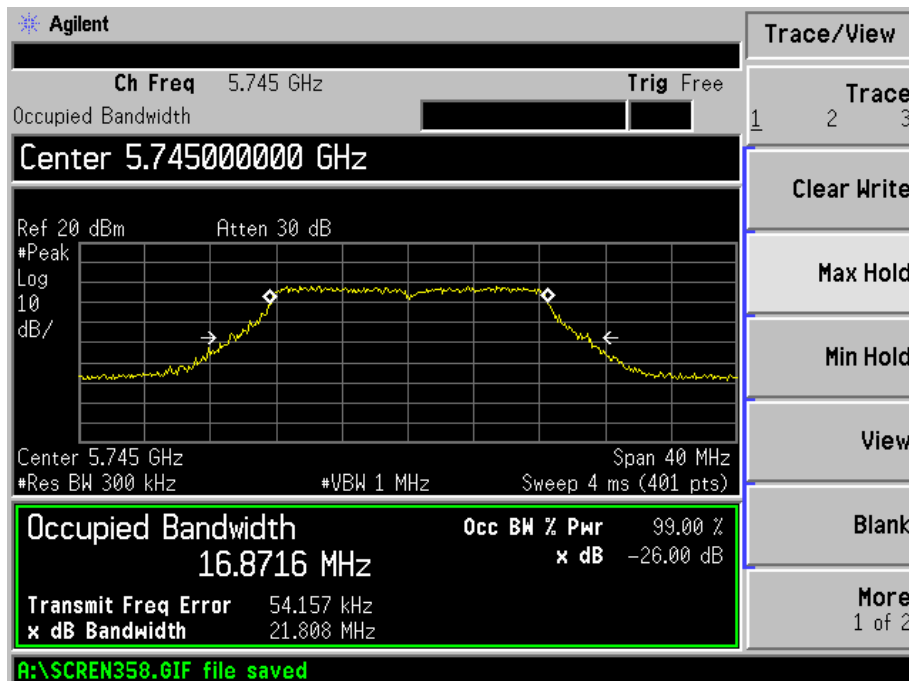 Agilent
Trace/View
Ch Freq 5.745 GHz Trig Free
Occupied Bandwidth
Trace
1 2 3
Center 5.745000000 GHz
Clear Write
Ref 20 dBm Atten 30 dB
#Peak
Log
10
dB/
Max Hold
Min Hold
View
Center 5.745 GHz Span 40 MHz
#Res BW 300 kHz #VBW 1 MHz Sweep 4 ms (401 pts)
Occupied Bandwidth Occ BW % Pwr 99.00 %
16.8716 MHz x dB -26.00 dB
Blank
Transmit Freq Error 54.157 kHz
x dB Bandwidth 21.808 MHz
More
1 of 2
A:\SCREN358.GIF file saved